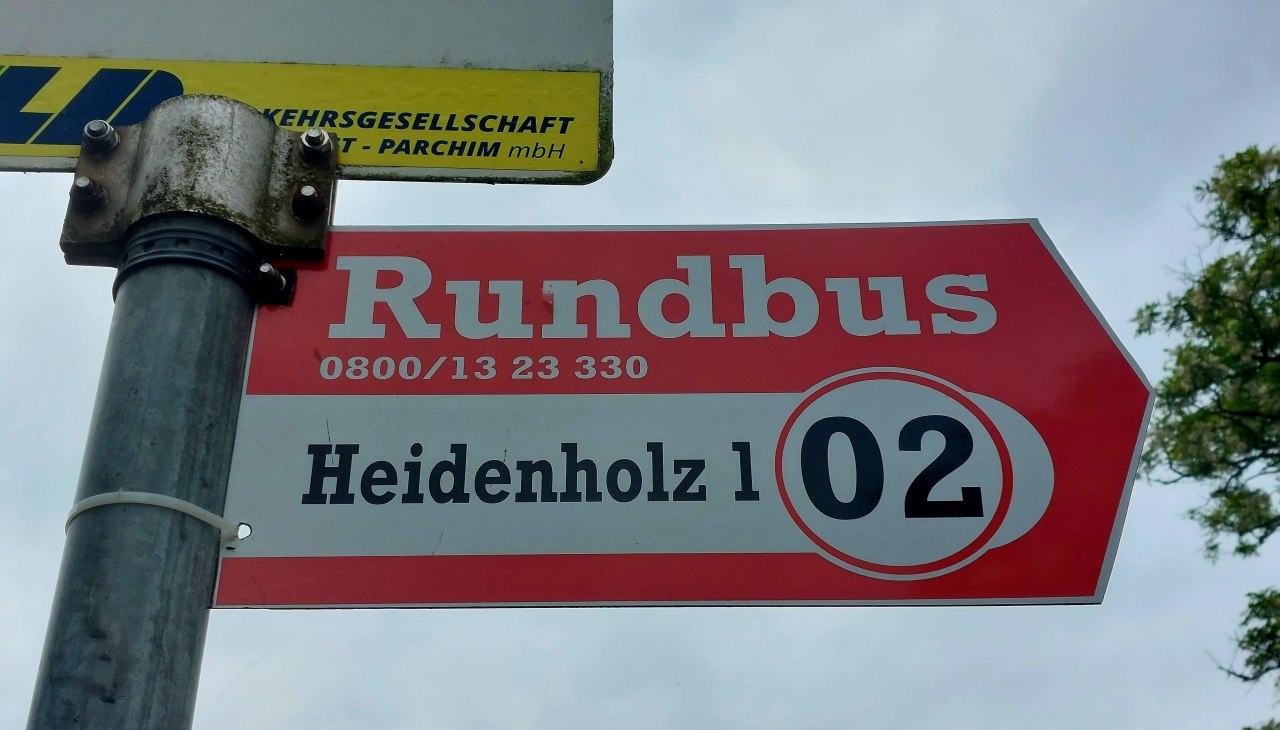 KEHRSGESELLSCHAFT
T - PARCHIM mbH
Rundbus
0800/13 23 330
Heidenholz 1
02